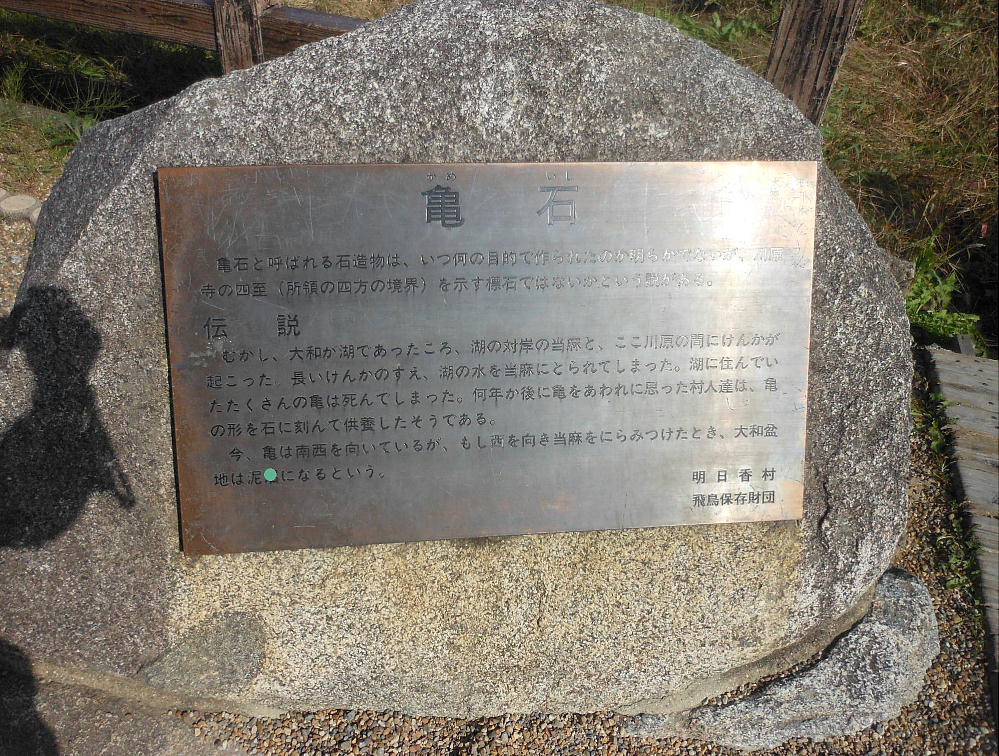 かめ いし
亀 石
亀石と呼ばれる石造物は、いつ何の目的で作られたのか明らかでないが、川原
寺の四至（所領の四方の境界）を示す標石ではないかという説がある。
伝 説
むかし、大和が湖であったころ、湖の対岸の当麻と、ここ川原の間にけんかが
起こった。長いけんかのすえ、湖の水を当麻にとられてしまった。湖に住んでい
たたくさんの亀は死んでしまった。何年か後に亀をあわれに思った村人達は、亀
の形を石に刻んで供養したそうである。
今、亀は南西を向いているが、もし西を向き当麻をにらみつけたとき、大和盆
地は泥 になるという。
明日香村
飛鳥保存財団